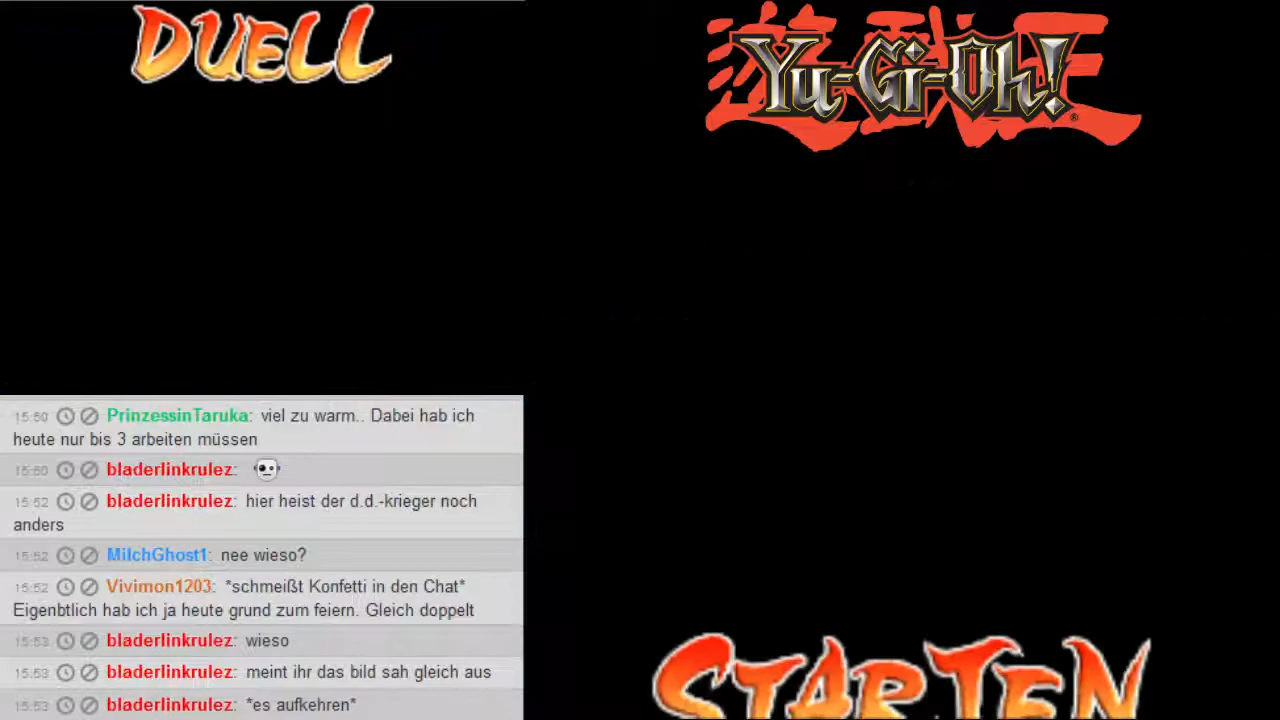 DUELL
遊戯王
Yu-Gi-Oh!
®
15:50 PrinzessinTaruka: viel zu warm.. Dabei hab ich
heute nur bis 3 arbeiten müssen
15:50 bladerlinkrulez:
15:52 bladerlinkrulez: hier heist der d.d.-krieger noch
anders
15:52 MilchGhost1: nee wieso?
15:52 Vivimon1203: *schmeißt Konfetti in den Chat*
Eigenbtlich hab ich ja heute grund zum feiern. Gleich doppelt
15:53 bladerlinkrulez: wieso
15:53 bladerlinkrulez: meint ihr das bild sah gleich aus
15:53 bladerlinkrulez: *es aufkehren*
STARTEN